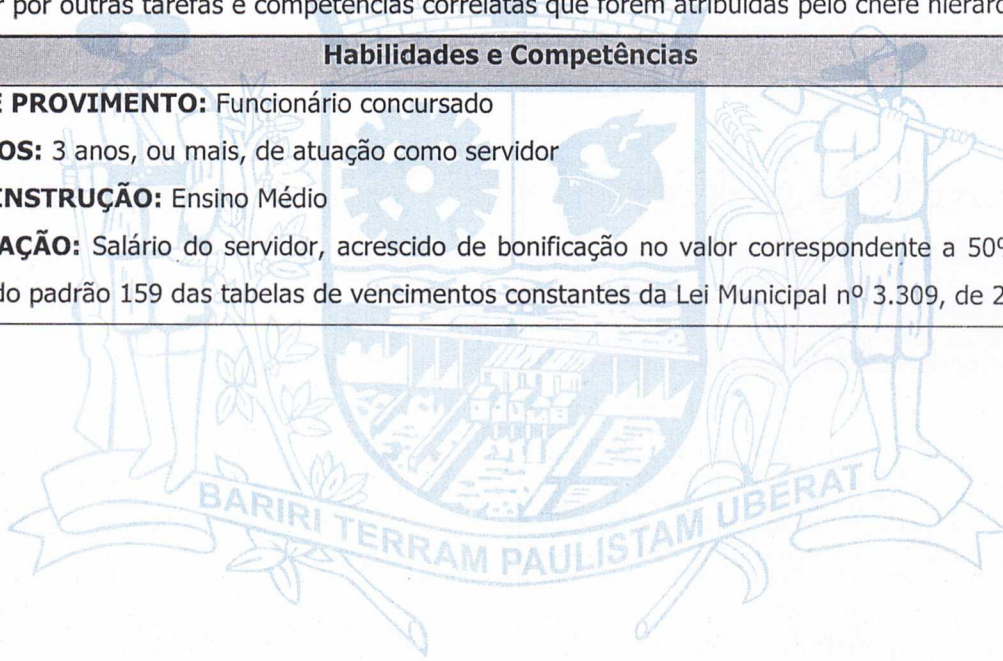 por outras tarefas e competências correlatas que forem atribuídas pelo chefe
Habilidades e Competências
PROVIMENTO: Funcionário concursado
OS: 3 anos, ou mais, de atuação como servidor
INSTRUÇÃO: Ensino Médio
AÇÃO: Salário do servidor, acrescido de bonificação no valor correspondente a 50
do padrão 159 das tabelas de vencimentos constantes da Lei Municipal nº 3.309, de 2
BARIRI TERRAM PAULISTAM UBERAT